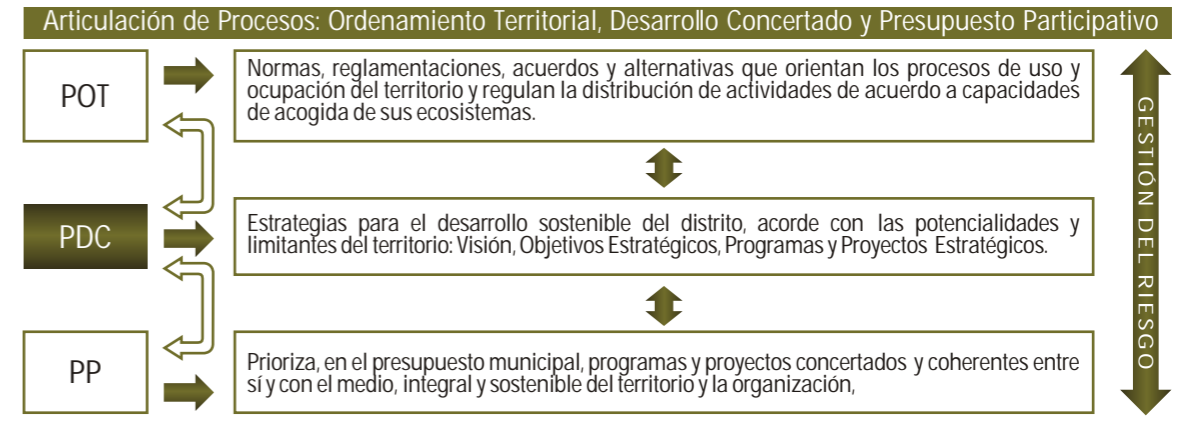 Articulación de Procesos: Ordenamiento Territorial, Desarrollo Concertado y Presupuesto Participativo
POT
Normas, reglamentaciones, acuerdos y alternativas que orientan los procesos de uso y
ocupación del territorio y regulan la distribución de actividades de acuerdo a capacidades
de acogida de sus ecosistemas.
PDC
Estrategias para el desarrollo sostenible del distrito, acorde con las potencialidades y
limitantes del territorio: Visión, Objetivos Estratégicos, Programas y Proyectos Estratégicos.
PP
Prioriza, en el presupuesto municipal, programas y proyectos concertados y coherentes entre
sí y con el medio, integral y sostenible del territorio y la organización,
GESTIÓN DEL RIESGO